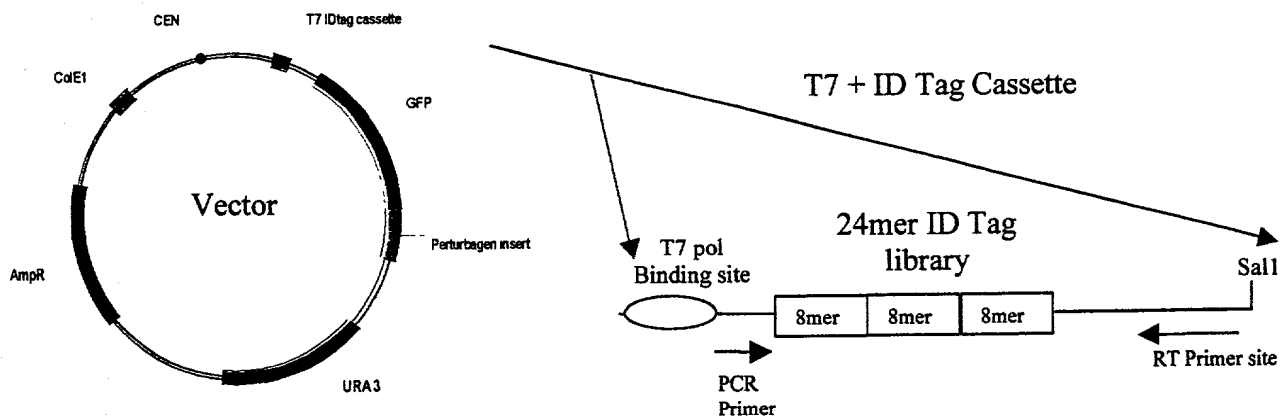 CEN
T7 IDtag cassette
ColE1
GFP
Vector
Perturbagen insert
AmpR
URA3
T7 + ID Tag Cassette
24mer ID Tag
library
T7 pol
Binding site
Sal1
8mer
8mer
8mer
RT Primer site
PCR
Primer